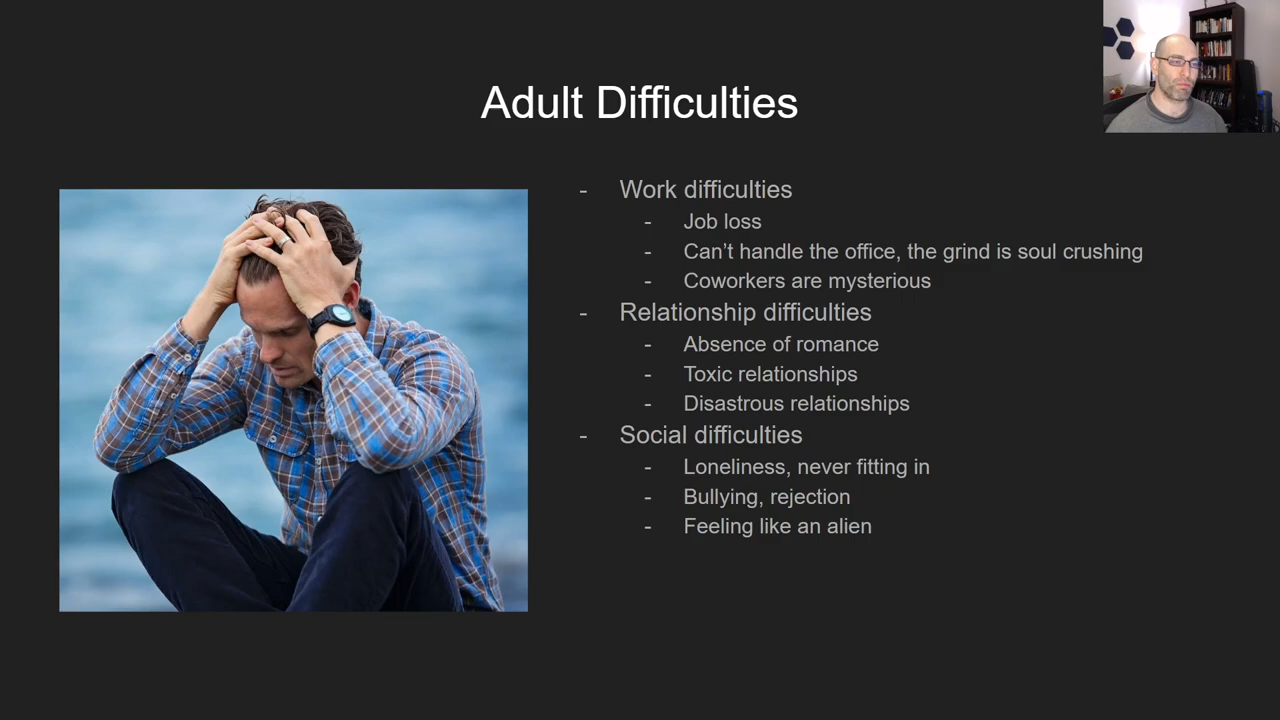 Adult Difficulties
- Work difficulties
- Job loss
- Can’t handle the office, the grind is soul crushing
- Coworkers are mysterious
- Relationship difficulties
- Absence of romance
- Toxic relationships
- Disastrous relationships
- Social difficulties
- Loneliness, never fitting in
- Bullying, rejection
- Feeling like an alien